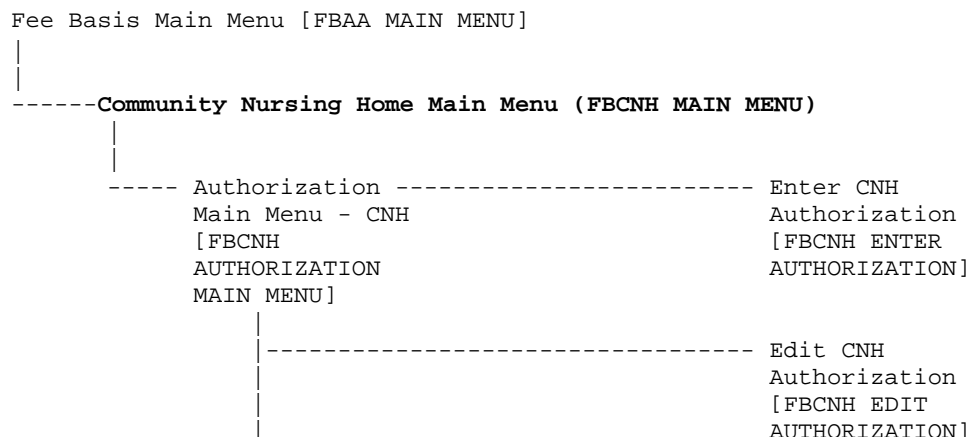 Fee Basis Main Menu [FBAA MAIN MENU]
|
|
------Community Nursing Home Main Menu (FBCNH MAIN MENU)
|
|
----- Authorization ------------------------- Enter CNH
Main Menu - CNH Authorization
[FBCNH [FBCNH ENTER
AUTHORIZATION AUTHORIZATION]
MAIN MENU]
|
|---------------------------------- Edit CNH
| Authorization
| [FBCNH EDIT
| AUTHORIZATION]